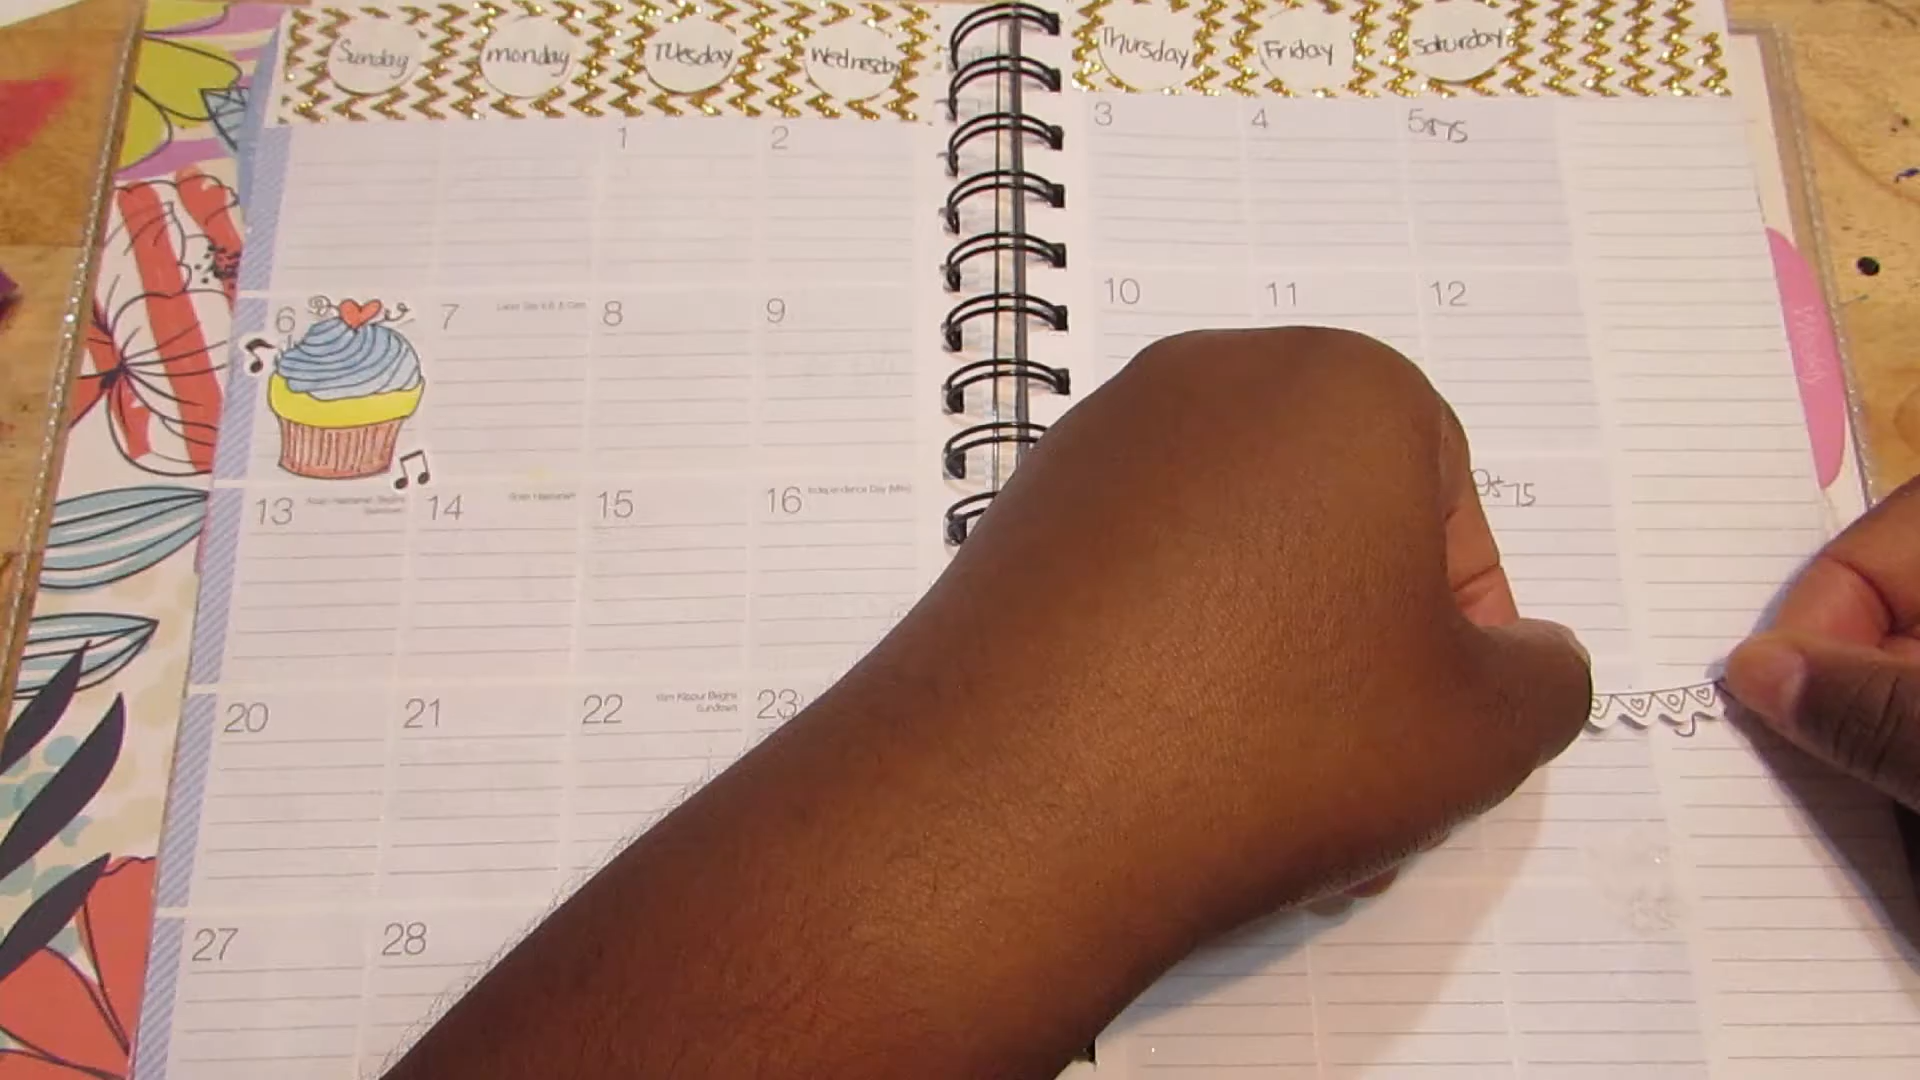 Sunday monday Tuesday Wednesday Thursday Friday Saturday
1 2 3 4 5 $75
6 7 8 9 10 11 12
13 14 15 16 Independence Day (Mex) 9 $75
20 21 22 Yom Kippur Begins
Sundown
23
27 28